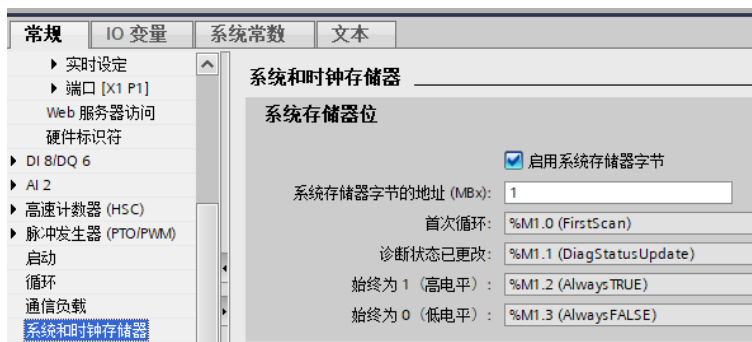 常规 IO 变量 系统常数 文本
实时设定
端口 [X1 P1]
Web 服务器访问
硬件标识符
DI 8/DQ 6
AI 2
高速计数器 (HSC)
脉冲发生器 (PTO/PWM)
启动
循环
通信负载
系统和时钟存储器
系统和时钟存储器
系统存储器位
启用系统存储器字节
系统存储器字节的地址 (MBx): 1
首次循环: %M1.0 (FirstScan)
诊断状态已更改: %M1.1 (DiagStatusUpdate)
始终为 1（高电平）: %M1.2 (AlwaysTRUE)
始终为 0（低电平）: %M1.3 (AlwaysFALSE)